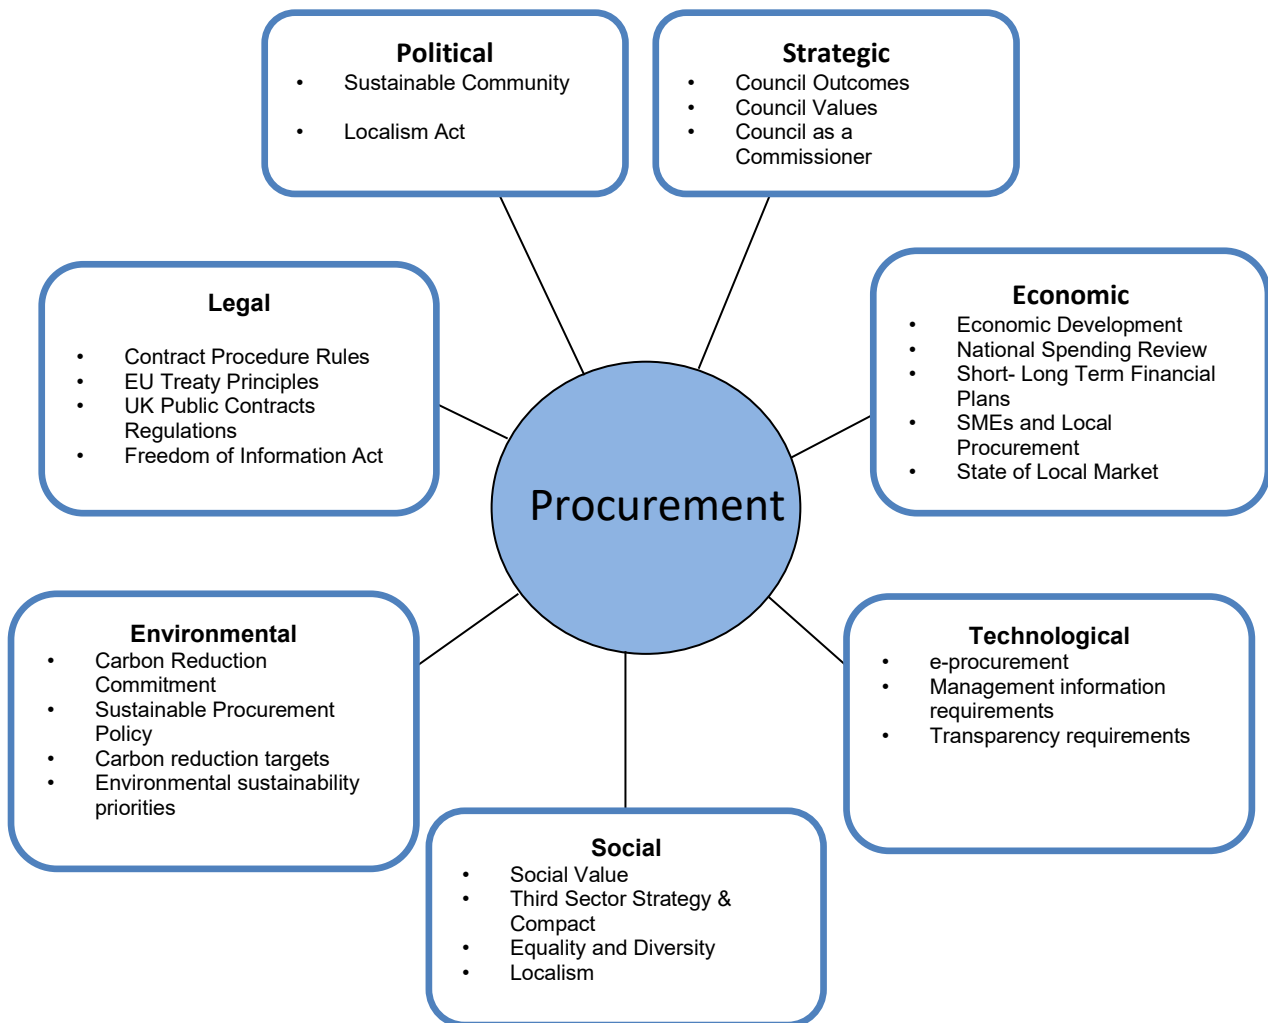 Political
• Sustainable Community
• Localism Act
Strategic
• Council Outcomes
• Council Values
• Council as a
Commissioner
Legal
• Contract Procedure Rules
• EU Treaty Principles
• UK Public Contracts
Regulations
• Freedom of Information Act
Economic
• Economic Development
• National Spending Review
• Short- Long Term Financial
Plans
• SMEs and Local
Procurement
• State of Local Market
Procurement
Environmental
• Carbon Reduction
Commitment
• Sustainable Procurement
Policy
• Carbon reduction targets
• Environmental sustainability
priorities
Technological
• e-procurement
• Management information
requirements
• Transparency requirements
Social
• Social Value
• Third Sector Strategy &
Compact
• Equality and Diversity
• Localism